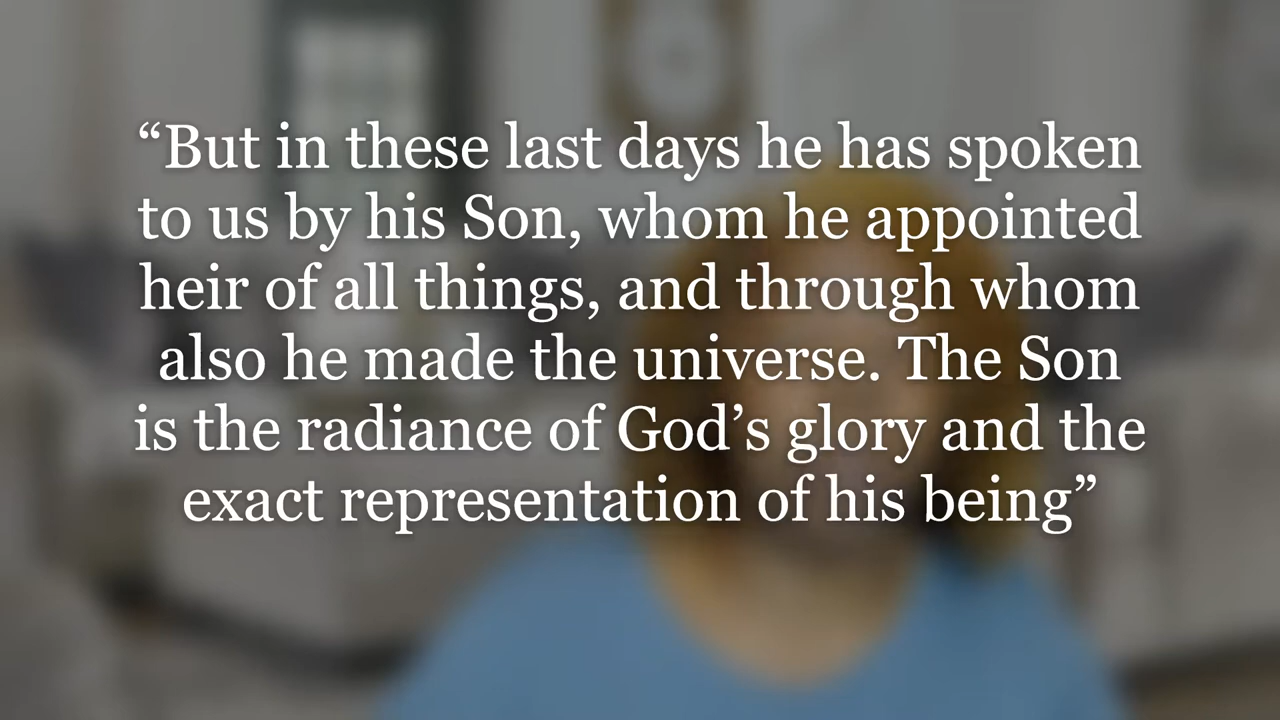 “But in these last days he has spoken
to us by his Son, whom he appointed
heir of all things, and through whom
also he made the universe. The Son
is the radiance of God’s glory and the
exact representation of his being”